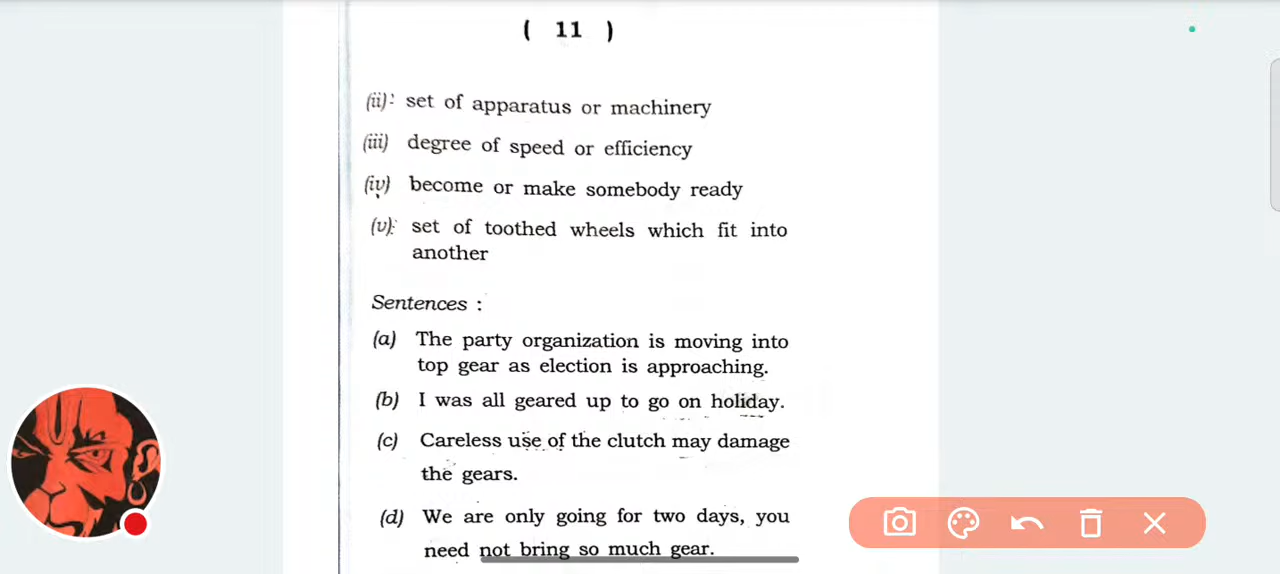 ( 11 )
(ii) set of apparatus or machinery
(iii) degree of speed or efficiency
(iv) become or make somebody ready
(v) set of toothed wheels which fit into
another
Sentences :
(a) The party organization is moving into
top gear as election is approaching.
(b) I was all geared up to go on holiday.
(c) Careless use of the clutch may damage
the gears.
(d) We are only going for two days, you
need not bring so much gear.